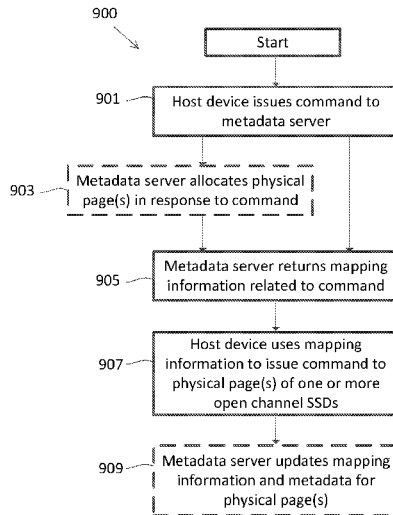 900
Start
901
Host device issues command to
metadata server
903
Metadata server allocates physical
page(s) in response to command
905
Metadata server returns mapping
information related to command
907
Host device uses mapping
information to issue command to
physical page(s) of one or more
open channel SSDs
909
Metadata server updates mapping
information and metadata for
physical page(s)